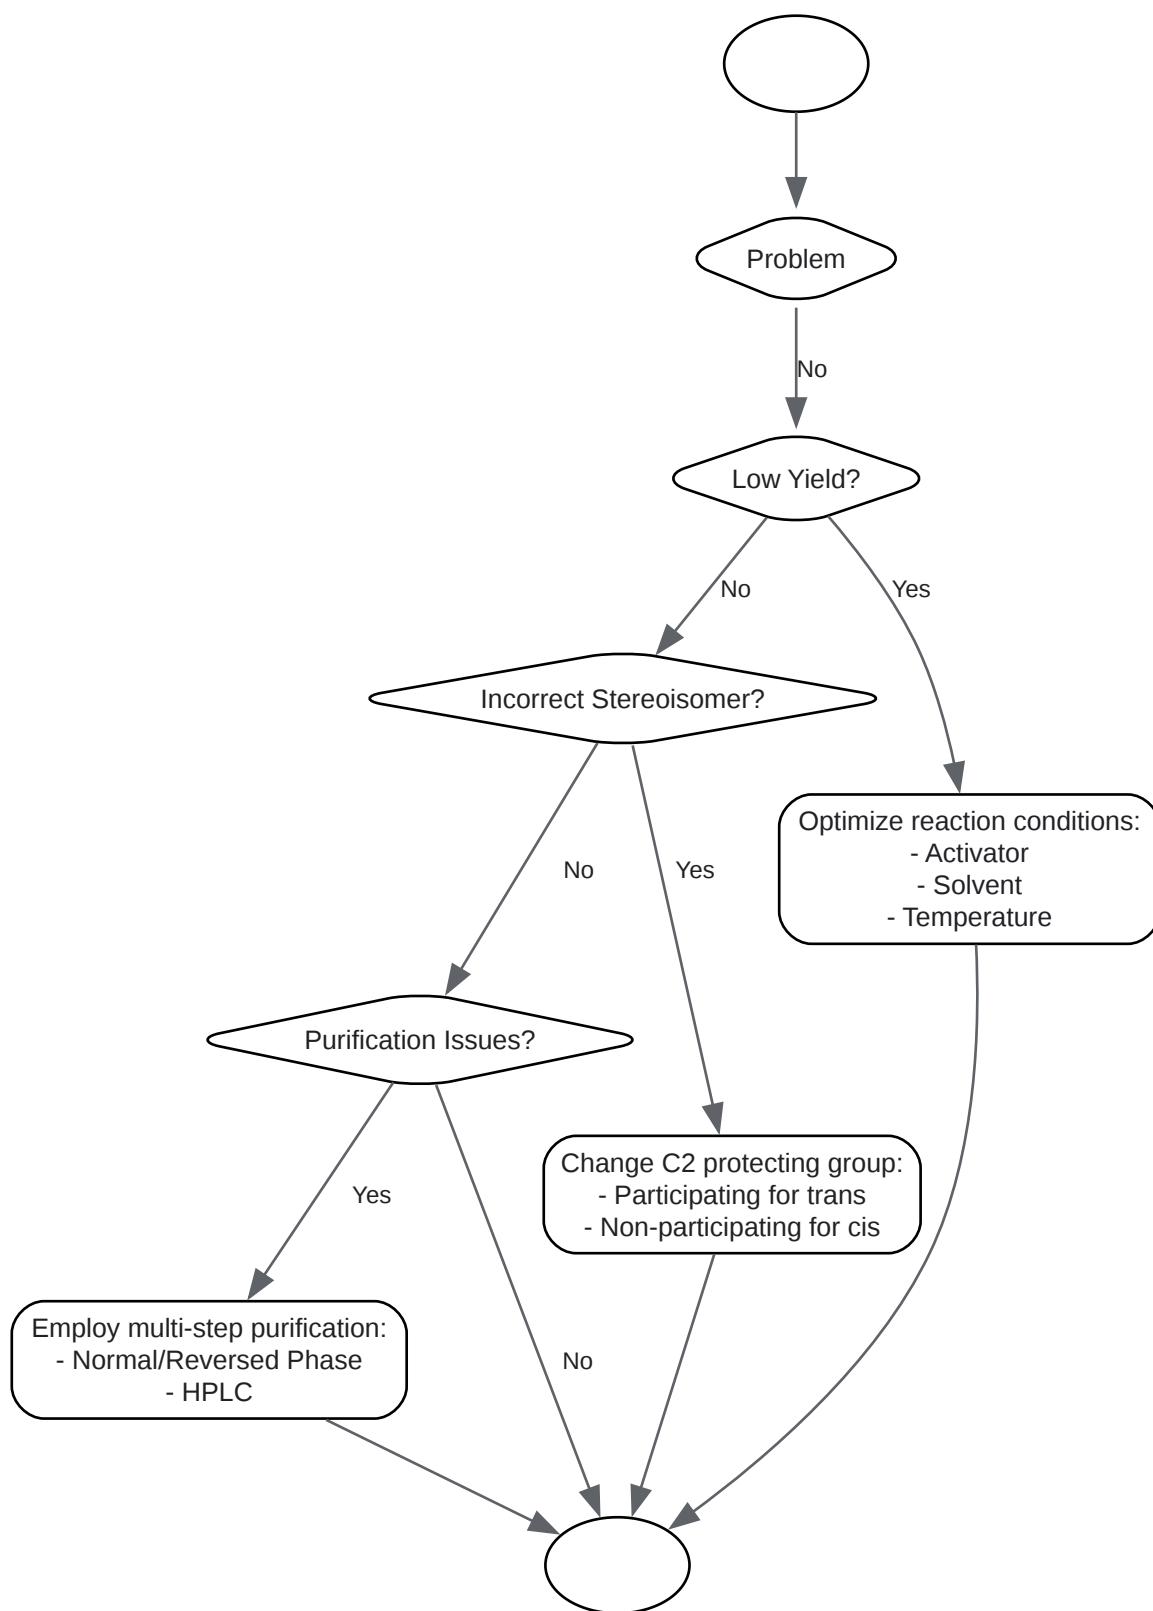 Problem
No
Low Yield?
No
Yes
Incorrect Stereoisomer?
Optimize reaction conditions:
- Activator
- Solvent
- Temperature
No
Yes
Purification Issues?
Change C2 protecting group:
- Participating for trans
- Non-participating for cis
Yes
Employ multi-step purification:
- Normal/Reversed Phase
- HPLC
No